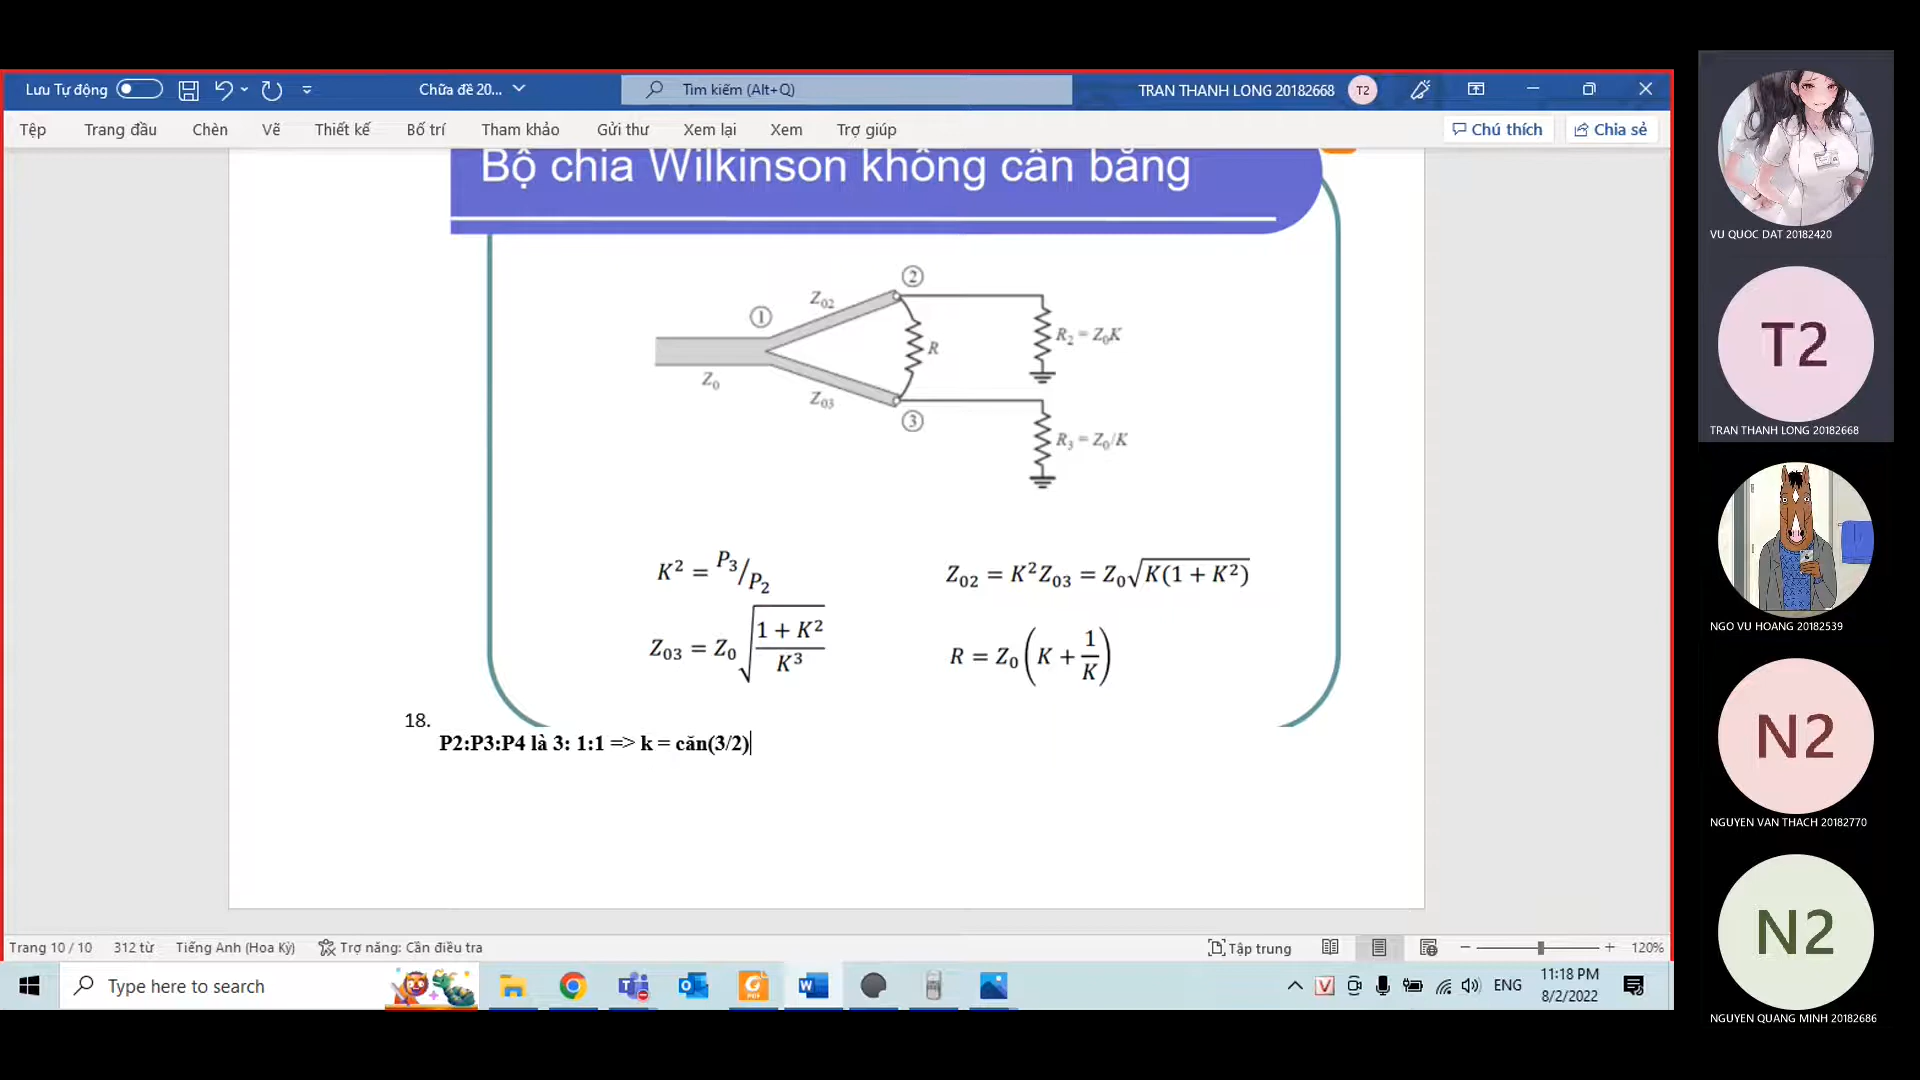 Lưu Tự động
Chữa đề 20...
Tìm kiếm (Alt+Q)
TRAN THANH LONG 20182668
T2
Tệp
Trang đầu
Chèn
Vẽ
Thiết kế
Bố trí
Tham khảo
Gửi thư
Xem lại
Xem
Trợ giúp
Chú thích
Chia sẻ
Bộ chia Wilkinson không cân bằng
①
Z₀
Z₀₂
②
R
Z₀₃
③
R₂ = Z₀K
R₃ = Z₀/K
K² = P₃/P₂
Z₀₂ = K²Z₀₃ = Z₀√(K(1 + K²))
Z₀₃ = Z₀√((1 + K²)/K³)
R = Z₀(K + 1/K)
18.
P2:P3:P4 là 3: 1:1 => k = căn(3/2)
Trang 10 / 10
312 từ
Tiếng Anh (Hoa Kỳ)
Trợ năng: Cần điều tra
Tập trung
120%
Type here to search
ENG
11:18 PM
8/2/2022
VU QUOC DAT 20182420
T2
TRAN THANH LONG 20182668
NGO VU HOANG 20182539
N2
NGUYEN VAN THACH 20182770
N2
NGUYEN QUANG MINH 20182686